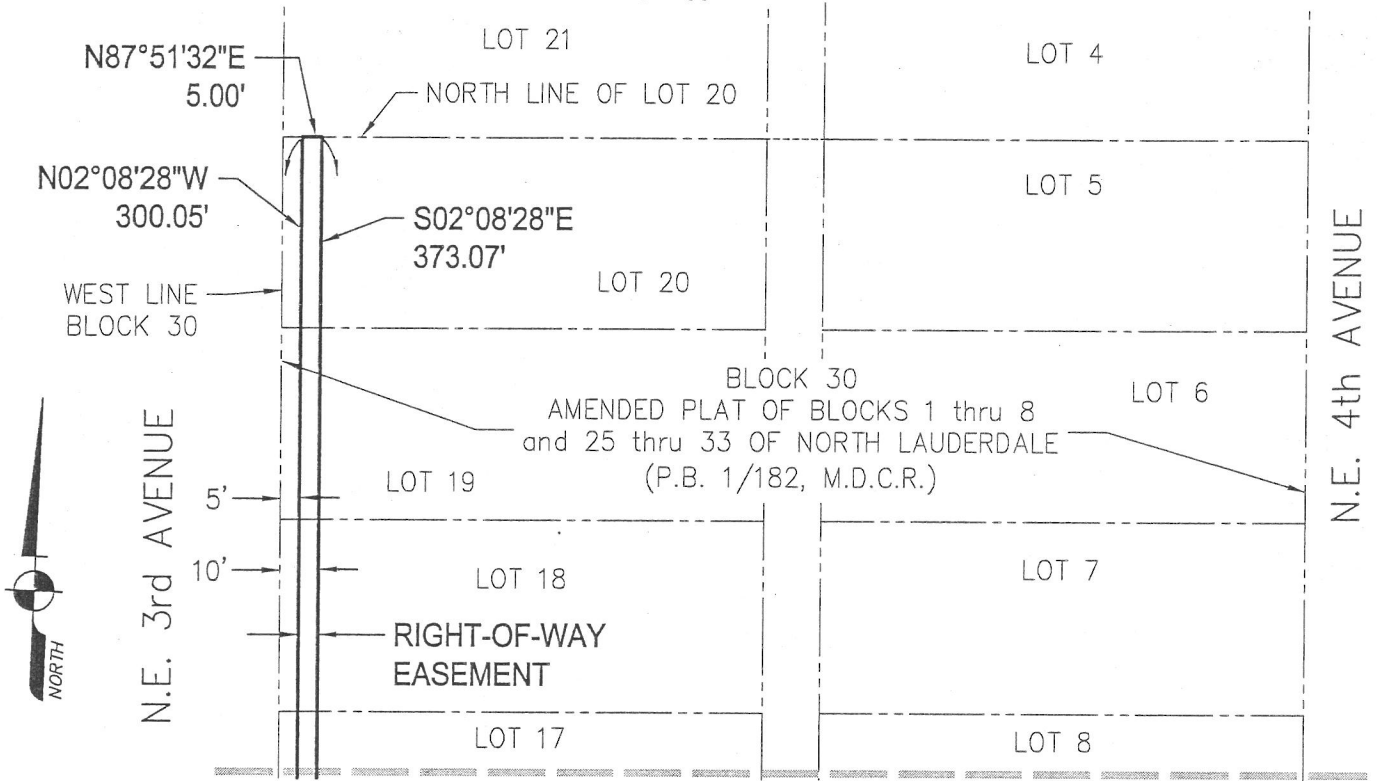 LOT 21
LOT 4
N87°51'32"E
5.00'
NORTH LINE OF LOT 20
N02°08'28"W
300.05'
S02°08'28"E
373.07'
LOT 5
WEST LINE
BLOCK 30
LOT 20
BLOCK 30
AMENDED PLAT OF BLOCKS 1 thru 8
and 25 thru 33 OF NORTH LAUDERDALE
(P.B. 1/182, M.D.C.R.)
LOT 6
N.E. 4th AVENUE
N.E. 3rd AVENUE
5'
LOT 19
10'
LOT 18
LOT 7
RIGHT-OF-WAY
EASEMENT
NORTH
LOT 17
LOT 8